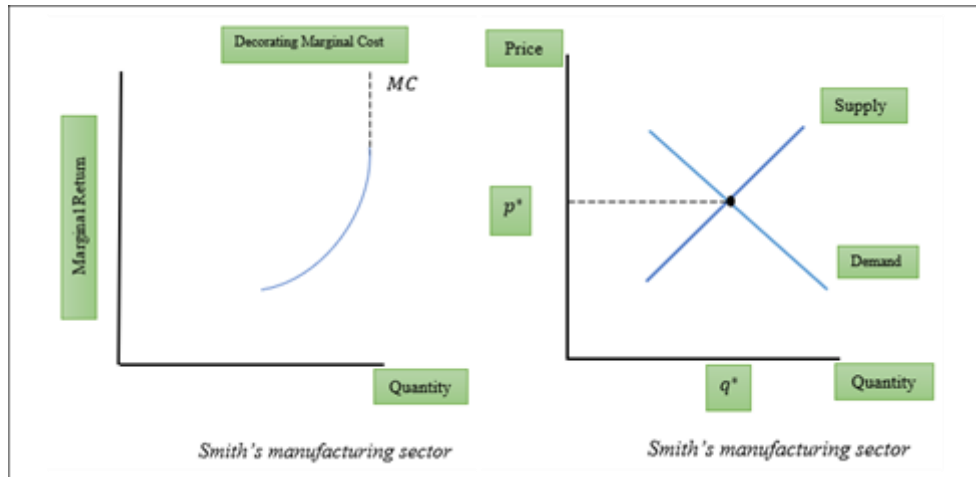 Decorating Marginal Cost
MC
Marginal Return
Quantity
Smith's manufacturing sector
Price
Supply
p*
Demand
q*
Quantity
Smith's manufacturing sector